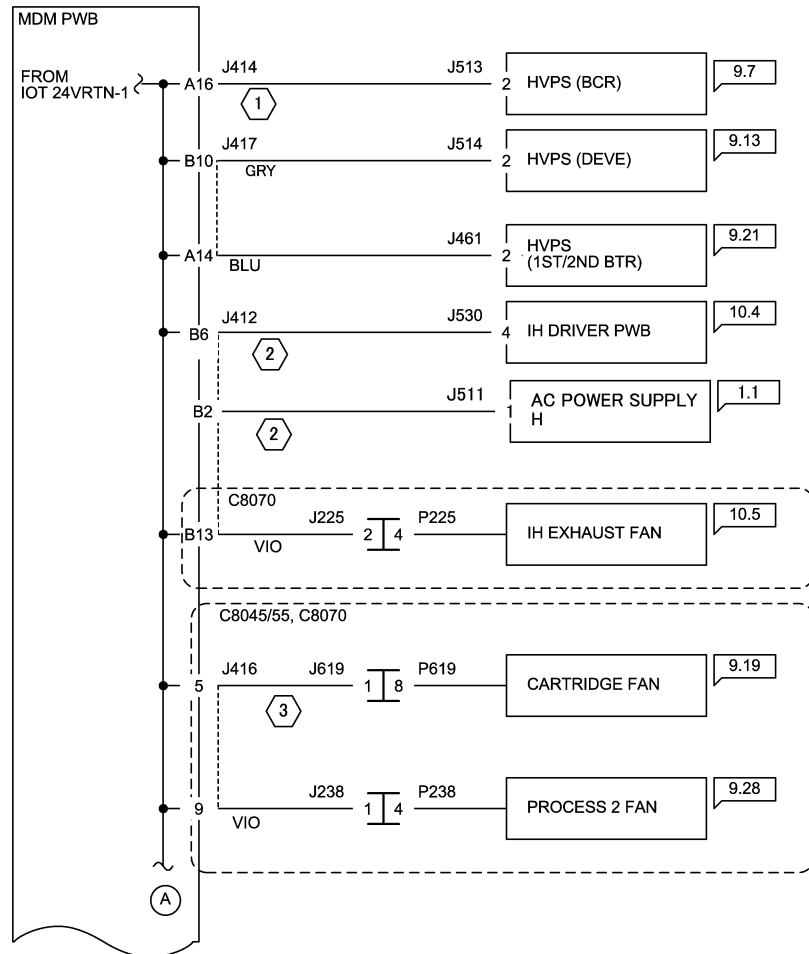 MDM PWB
FROM
IOT 24VRTN-1
A16
J414
1
J513
2
HVPS (BCR)
9.7
B10
J417
GRY
J514
2
HVPS (DEVE)
9.13
A14
BLU
J461
2
HVPS
(1ST/2ND BTR)
9.21
B6
J412
2
J530
4
IH DRIVER PWB
10.4
B2
2
J511
1
AC POWER SUPPLY
H
1.1
C8070
B13
VIO
J225
2
4
P225
IH EXHAUST FAN
10.5
C8045/55, C8070
5
J416
3
J619
1
8
P619
CARTRIDGE FAN
9.19
9
VIO
J238
1
4
P238
PROCESS 2 FAN
9.28
A